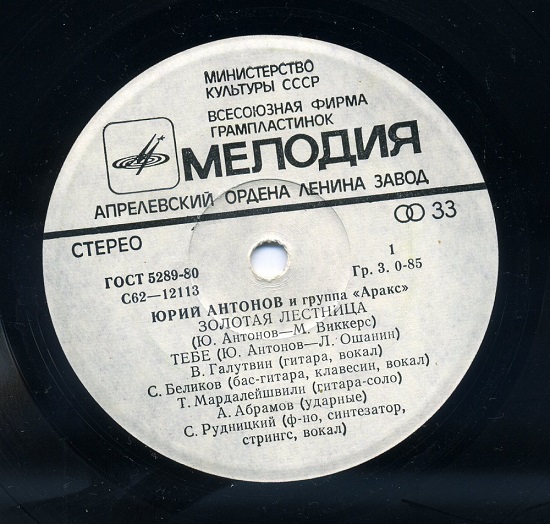 МИНИСТЕРСТВО
КУЛЬТУРЫ СССР
ВСЕСОЮЗНАЯ ФИРМА
ГРАМПЛАСТИНОК
МЕЛОДИЯ
АПРЕЛЕВСКИЙ ОРДЕНА ЛЕНИНА ЗАВОД
СТЕРЕО
33
ГОСТ 5289-80
1
С62—12113
Гр. 3. 0-85
ЮРИЙ АНТОНОВ и группа «Аракс»
ЗОЛОТАЯ ЛЕСТНИЦА
(Ю. Антонов—М. Виккерс)
ТЕБЕ (Ю. Антонов—Л. Ошанин)
В. Галутвин (гитара, вокал)
С. Беликов (бас-гитара, клавесин, вокал)
Т. Мардалейшвили (гитара-соло)
А. Абрамов (ударные)
С. Рудницкий (ф-но, синтезатор,
стрингс, вокал)